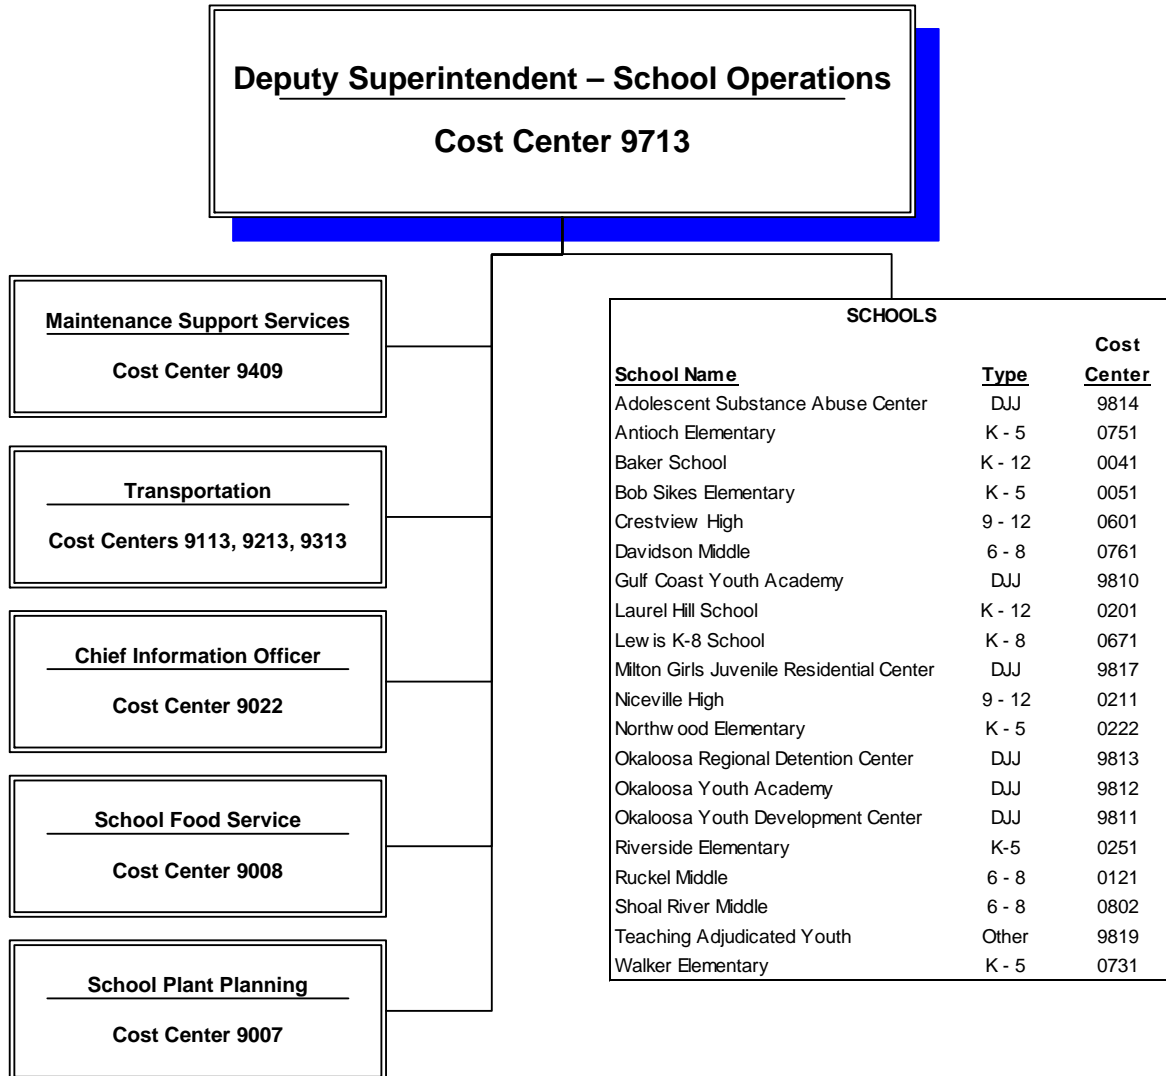 Deputy Superintendent – School Operations
Cost Center 9713
Maintenance Support Services
Cost Center 9409
Transportation
Cost Centers 9113, 9213, 9313
Chief Information Officer
Cost Center 9022
School Food Service
Cost Center 9008
School Plant Planning
Cost Center 9007
SCHOOLS
Cost
School Name Type Center
Adolescent Substance Abuse Center DJJ 9814
Antioch Elementary K - 5 0751
Baker School K - 12 0041
Bob Sikes Elementary K - 5 0051
Crestview High 9 - 12 0601
Davidson Middle 6 - 8 0761
Gulf Coast Youth Academy DJJ 9810
Laurel Hill School K - 12 0201
Lewis K-8 School K - 8 0671
Milton Girls Juvenile Residential Center DJJ 9817
Niceville High 9 - 12 0211
Northwood Elementary K - 5 0222
Okaloosa Regional Detention Center DJJ 9813
Okaloosa Youth Academy DJJ 9812
Okaloosa Youth Development Center DJJ 9811
Riverside Elementary K-5 0251
Ruckel Middle 6 - 8 0121
Shoal River Middle 6 - 8 0802
Teaching Adjudicated Youth Other 9819
Walker Elementary K - 5 0731